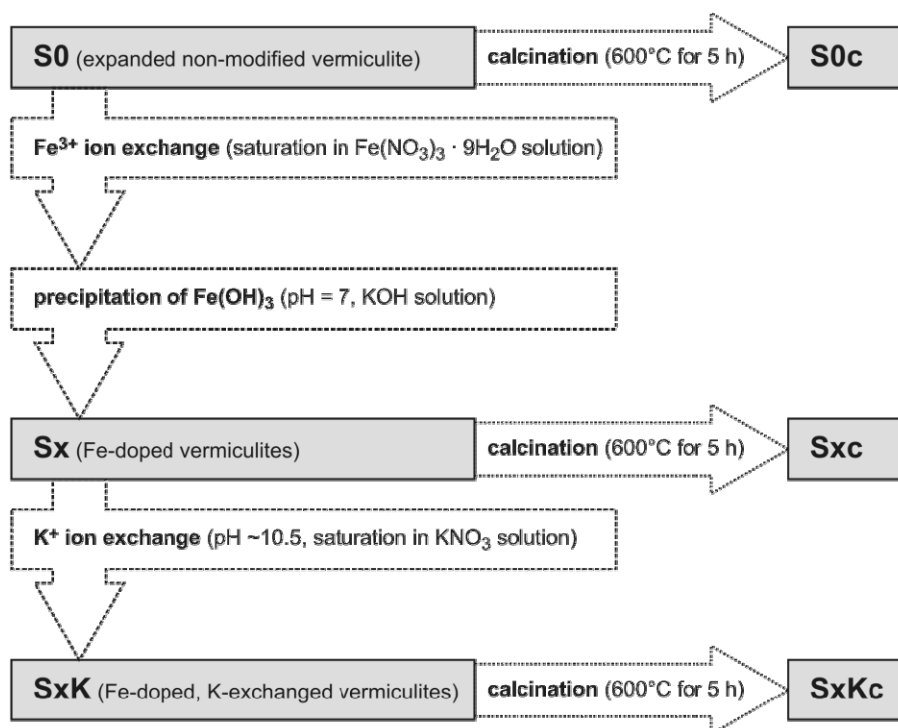 S0 (expanded non-modified vermiculite) calcination (600°C for 5 h) S0c
Fe³⁺ ion exchange (saturation in Fe(NO₃)₃ · 9H₂O solution)
precipitation of Fe(OH)₃ (pH = 7, KOH solution)
Sx (Fe-doped vermiculites) calcination (600°C for 5 h) Sxc
K⁺ ion exchange (pH ~10.5, saturation in KNO₃ solution)
SxK (Fe-doped, K-exchanged vermiculites) calcination (600°C for 5 h) SxKc